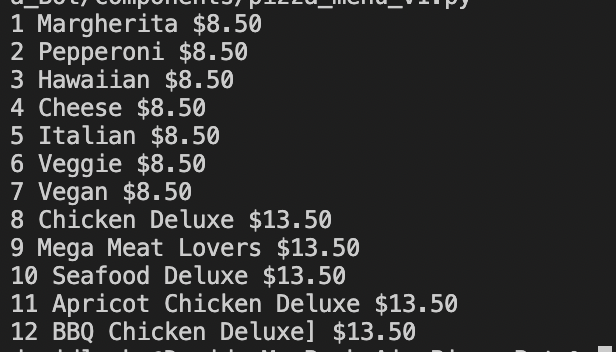 1 Margherita $8.50
2 Pepperoni $8.50
3 Hawaiian $8.50
4 Cheese $8.50
5 Italian $8.50
6 Veggie $8.50
7 Vegan $8.50
8 Chicken Deluxe $13.50
9 Mega Meat Lovers $13.50
10 Seafood Deluxe $13.50
11 Apricot Chicken Deluxe $13.50
12 BBQ Chicken Deluxe] $13.50